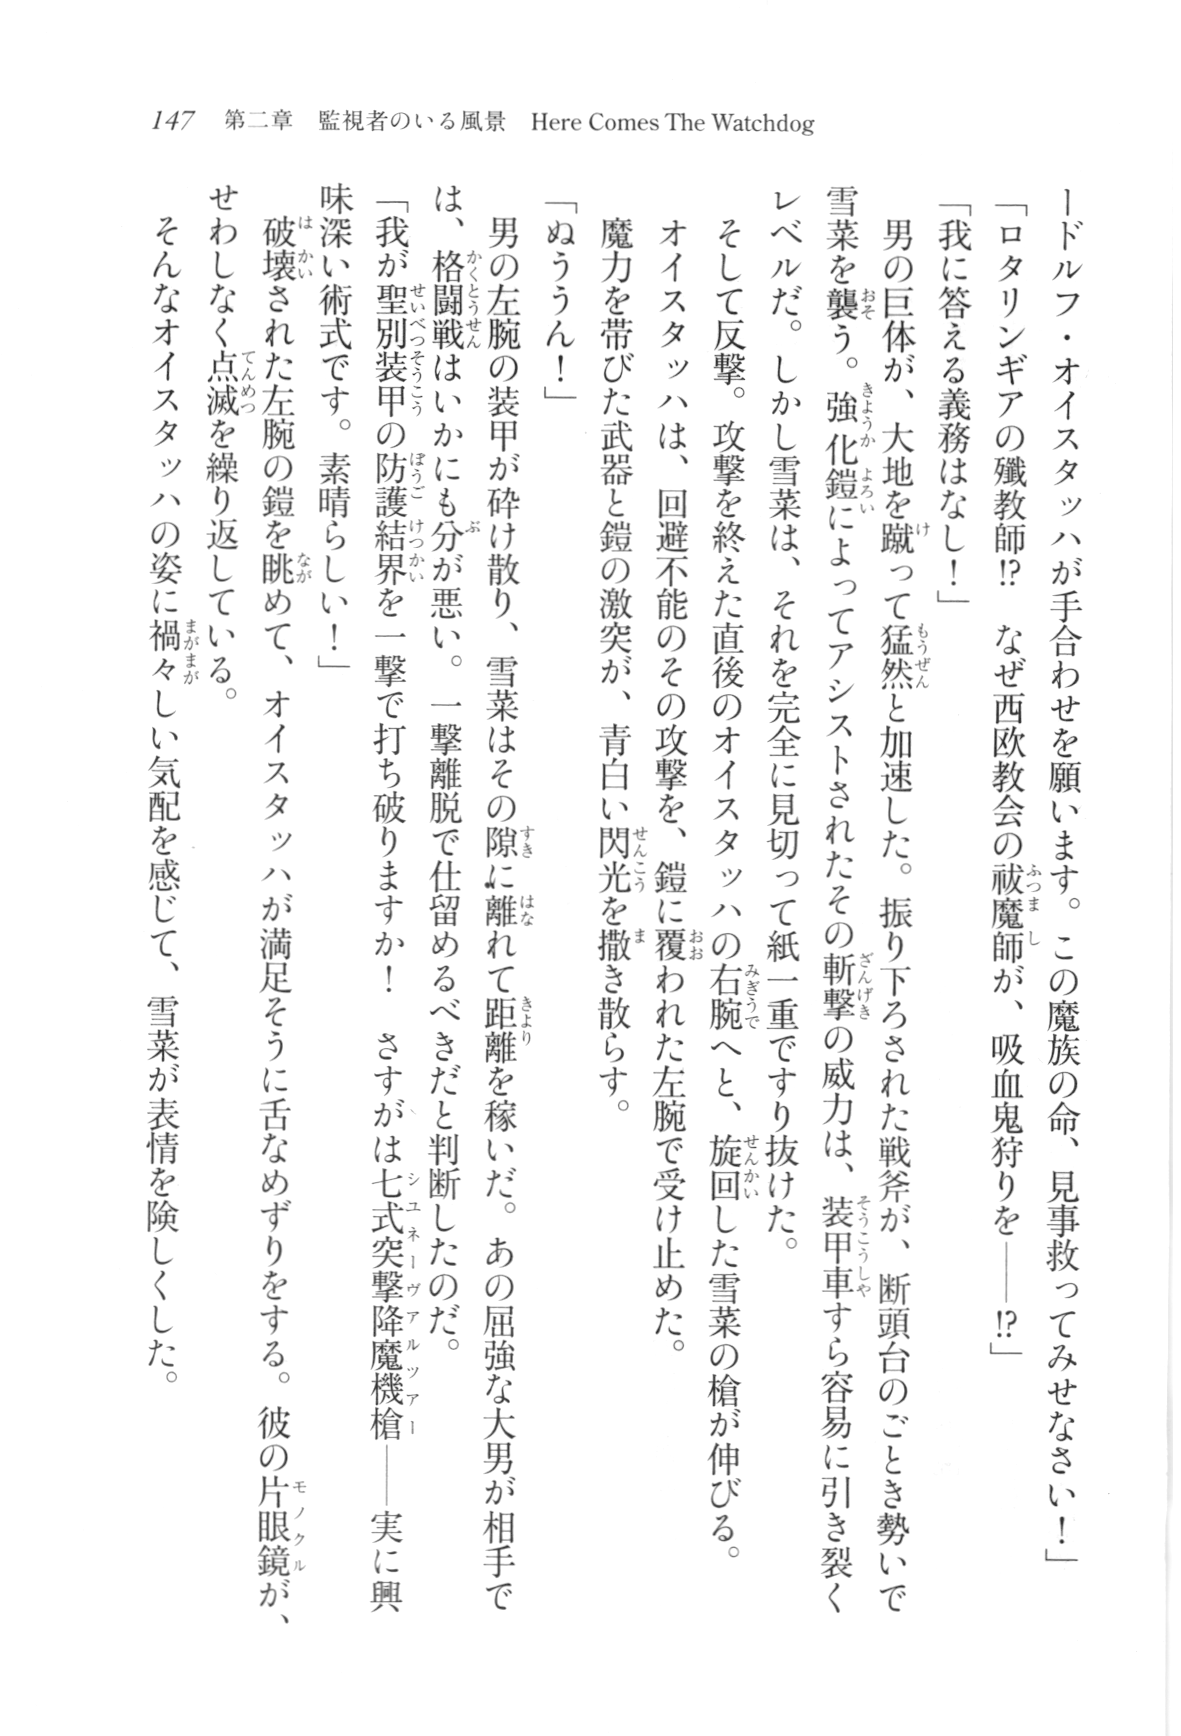 147　第二章　監視者のいる風景　Here Comes The Watchdog
ードルフ・オイスタッハが手合わせを願います。この魔族の命、見事救ってみせなさい！」
「ロタリンギアの殲教師!?　なぜ西欧教会の祓魔師が、吸血鬼狩りを――!?」
「我に答える義務はなし！」
　男の巨体が、大地を蹴って猛然と加速した。振り下ろされた戦斧が、断頭台のごとき勢いで
雪菜を襲う。強化鎧によってアシストされたその斬撃の威力は、装甲車すら容易に引き裂く
レベルだ。しかし雪菜は、それを完全に見切って紙一重ですり抜けた。
　そして反撃。攻撃を終えた直後のオイスタッハの右腕へと、旋回した雪菜の槍が伸びる。
　オイスタッハは、回避不能のその攻撃を、鎧に覆われた左腕で受け止めた。
　魔力を帯びた武器と鎧の激突が、青白い閃光を撒き散らす。
「ぬううん！」
　男の左腕の装甲が砕け散り、雪菜はその隙に離れて距離を稼いだ。あの屈強な大男が相手で
は、格闘戦はいかにも分が悪い。一撃離脱で仕留めるべきだと判断したのだ。
「我が聖別装甲の防護結界を一撃で打ち破りますか！　さすがは七式突撃降魔機槍――実に興
味深い術式です。素晴らしい！」
　破壊された左腕の鎧を眺めて、オイスタッハが満足そうに舌なめずりをする。彼の片眼鏡が、
せわしなく点滅を繰り返している。
　そんなオイスタッハの姿に禍々しい気配を感じて、雪菜が表情を険しくした。